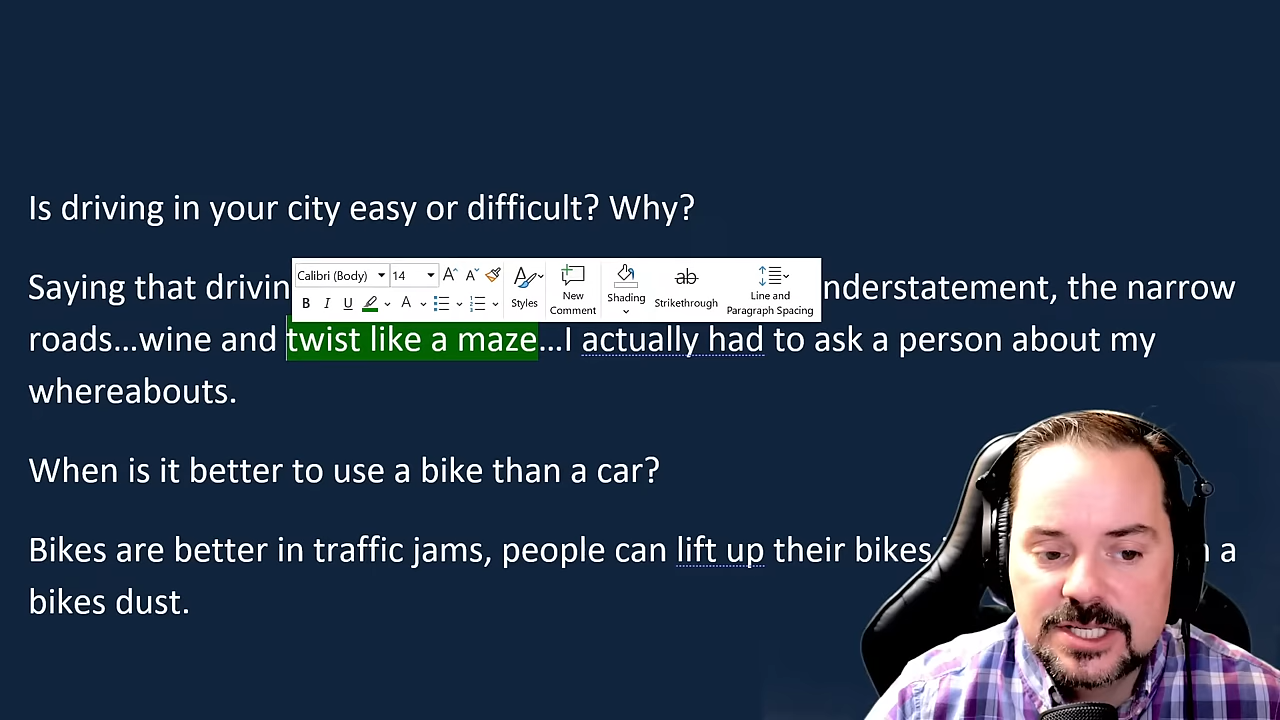 Is driving in your city easy or difficult? Why?
Saying that drivin nderstatement, the narrow
Calibri (Body) 14 A A A ab
B I U A Styles New Comment Shading Strikethrough Line and Paragraph Spacing
roads...wine and twist like a maze...I actually had to ask a person about my
whereabouts.
When is it better to use a bike than a car?
Bikes are better in traffic jams, people can lift up their bikes a
bikes dust.